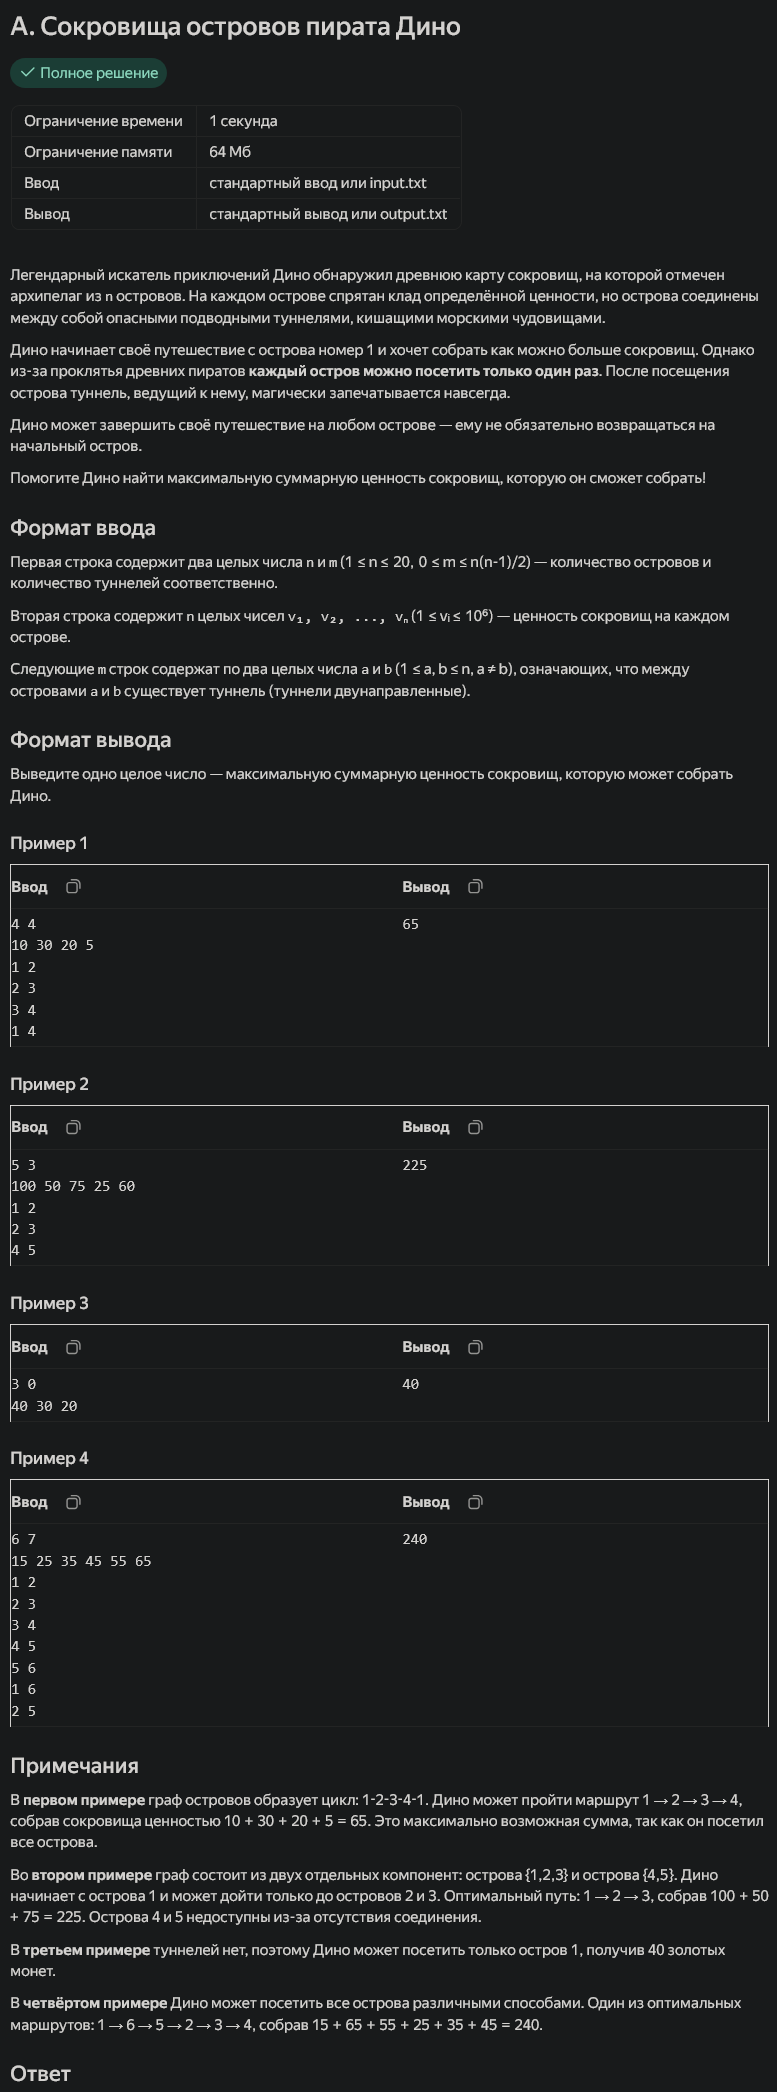 А. Сокровища островов пирата Дино
Полное решение
Ограничение времени 1 секунда
Ограничение памяти 64 Мб
Ввод стандартный ввод или input.txt
Вывод стандартный вывод или output.txt
Легендарный искатель приключений Дино обнаружил древнюю карту сокровищ, на которой отмечен
архипелаг из n островов. На каждом острове спрятан клад определённой ценности, но острова соединены
между собой опасными подводными туннелями, кишащими морскими чудовищами.
Дино начинает своё путешествие с острова номер 1 и хочет собрать как можно больше сокровищ. Однако
из-за проклятья древних пиратов каждый остров можно посетить только один раз. После посещения
острова туннель, ведущий к нему, магически запечатывается навсегда.
Дино может завершить своё путешествие на любом острове — ему не обязательно возвращаться на
начальный остров.
Помогите Дино найти максимальную суммарную ценность сокровищ, которую он сможет собрать!
Формат ввода
Первая строка содержит два целых числа n и m (1 ≤ n ≤ 20, 0 ≤ m ≤ n(n-1)/2) — количество островов и
количество туннелей соответственно.
Вторая строка содержит n целых чисел v₁, v₂, ..., vₙ (1 ≤ vᵢ ≤ 10⁶) — ценность сокровищ на каждом
острове.
Следующие m строк содержат по два целых числа a и b (1 ≤ a, b ≤ n, a ≠ b), означающих, что между
островами a и b существует туннель (туннели двунаправленные).
Формат вывода
Выведите одно целое число — максимальную суммарную ценность сокровищ, которую может собрать
Дино.
Пример 1
Ввод Вывод
4 4 65
10 30 20 5
1 2
2 3
3 4
1 4
Пример 2
Ввод Вывод
5 3 225
100 50 75 25 60
1 2
2 3
4 5
Пример 3
Ввод Вывод
3 0 40
40 30 20
Пример 4
Ввод Вывод
6 7 240
15 25 35 45 55 65
1 2
2 3
3 4
4 5
5 6
1 6
2 5
Примечания
В первом примере граф островов образует цикл: 1-2-3-4-1. Дино может пройти маршрут 1 → 2 → 3 → 4,
собрав сокровища ценностью 10 + 30 + 20 + 5 = 65. Это максимально возможная сумма, так как он посетил
все острова.
Во втором примере граф состоит из двух отдельных компонент: острова {1,2,3} и острова {4,5}. Дино
начинает с острова 1 и может дойти только до островов 2 и 3. Оптимальный путь: 1 → 2 → 3, собрав 100 + 50
+ 75 = 225. Острова 4 и 5 недоступны из-за отсутствия соединения.
В третьем примере туннелей нет, поэтому Дино может посетить только остров 1, получив 40 золотых
монет.
В четвёртом примере Дино может посетить все острова различными способами. Один из оптимальных
маршрутов: 1 → 6 → 5 → 2 → 3 → 4, собрав 15 + 65 + 55 + 25 + 35 + 45 = 240.
Ответ